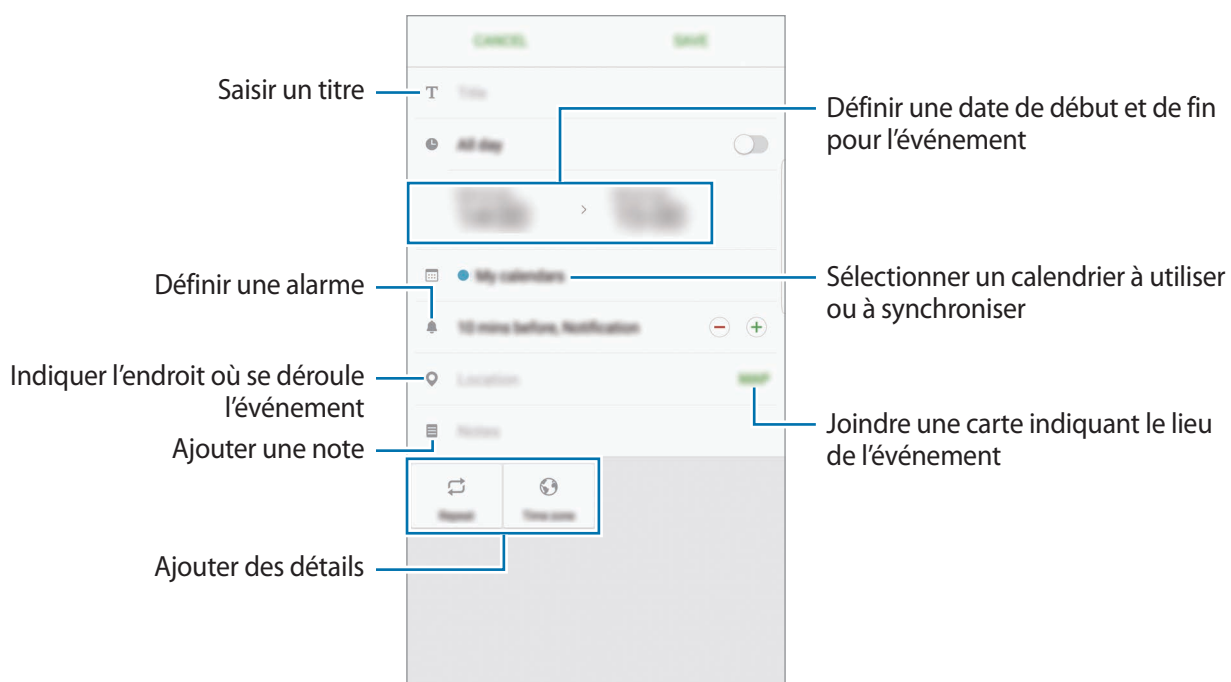 CANCEL
SAVE
Saisir un titre
T
Title
Définir une date de début et de fin
pour l'événement
All day
Définir une alarme
My calendars
Sélectionner un calendrier à utiliser
ou à synchroniser
10 mins before, Notification
Indiquer l'endroit où se déroule
l'événement
Location
MAP
Ajouter une note
Notes
Joindre une carte indiquant le lieu
de l'événement
Repeat
Time zone
Ajouter des détails